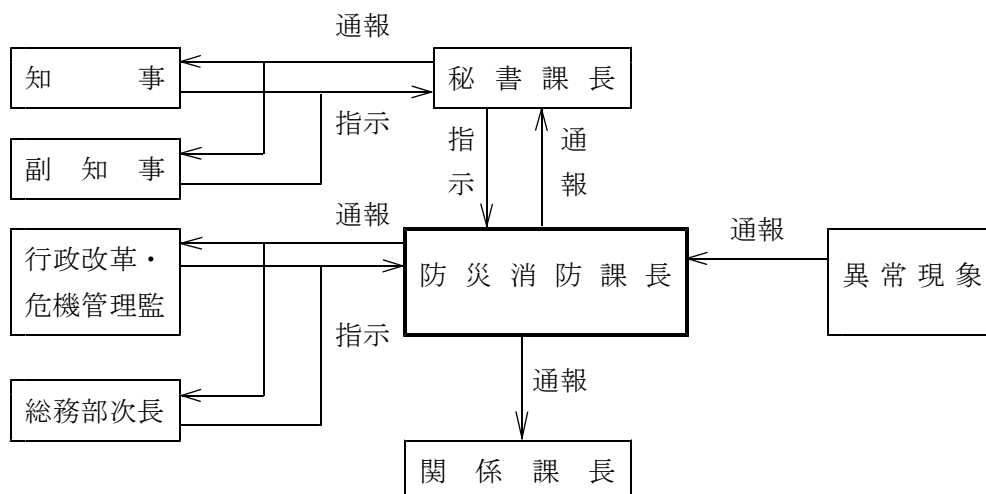 通報
知事
秘書課長
指示
副知事
指示
通報
通報
通報
行政改革・
危機管理監
防災消防課長
異常現象
指示
総務部次長
通報
関係課長